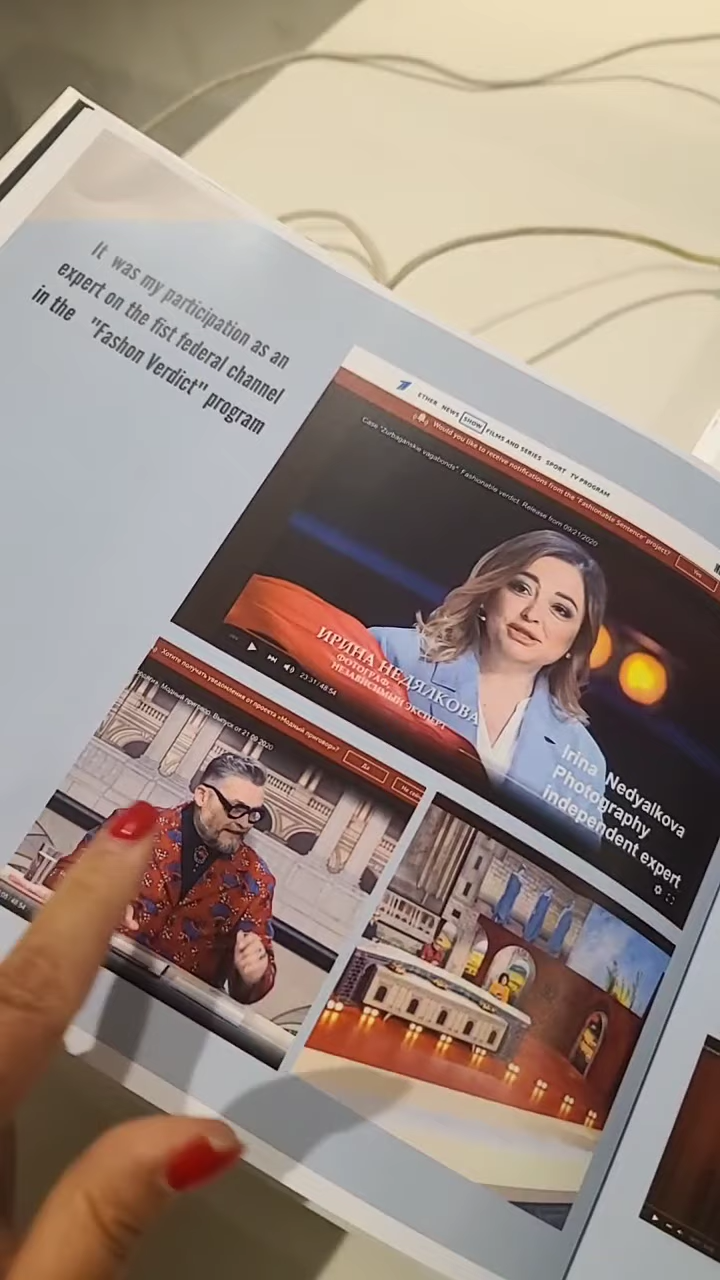 It was my participation as an
expert on the fist federal channel
in the "Fashon Verdict" program
ETHER NEWS SHOW FILMS AND SERIES SPORT TV PROGRAM
Would you like to receive notifications from the "Fashionable Sentence" project?
Yes
Case "Zurbaganskie vagabonds". Fashionable verdict. Release from 09/21/2020
ИРИНА НЕДЯЛКОВА
ФОТОГРАФ,
НЕЗАВИСИМЫЙ ЭКСПЕРТ
23:31 / 48:54
Irina Nedyalkova
Photography
independent expert
Хотите получать уведомления от проекта «Модный приговор»?
Да
Не
Модный приговор. Выпуск от 21.09.2020
48:54